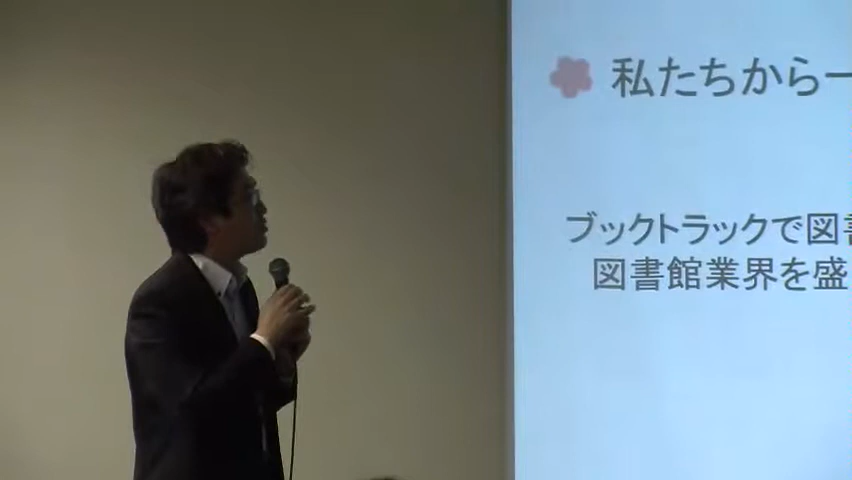 私たちから一
ブックトラックで図書
図書館業界を盛